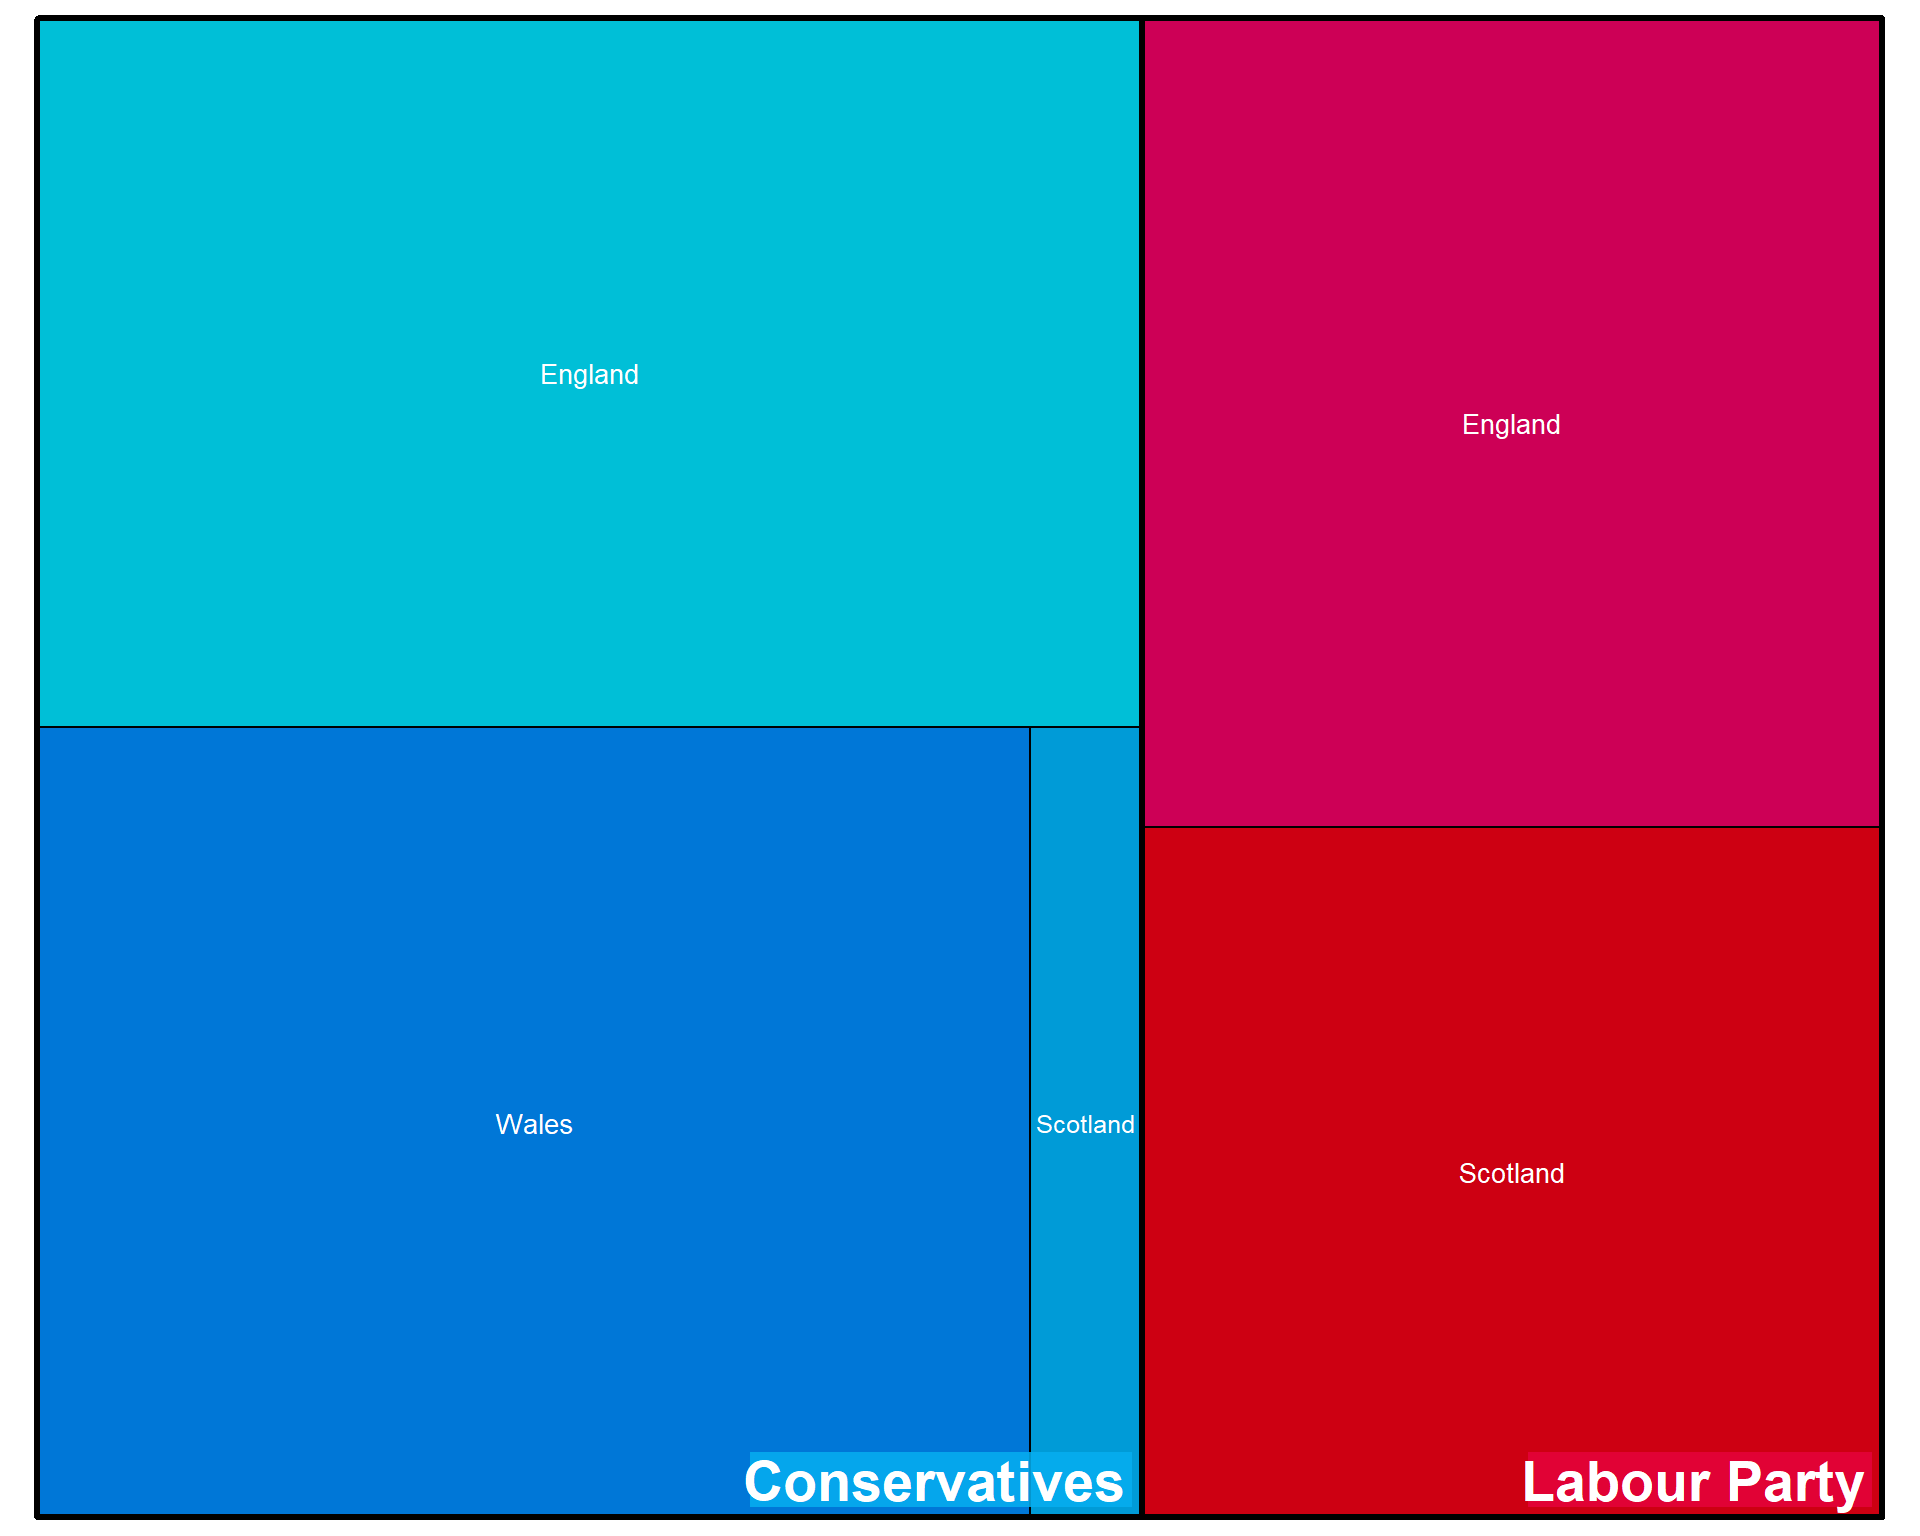 England
England
Wales
Scotland
Scotland
Conservatives
Labour Party